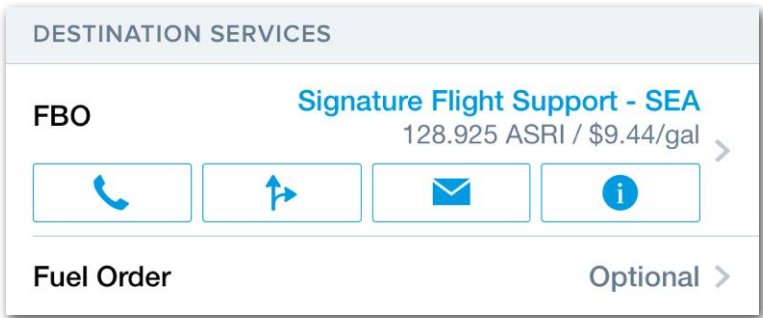 DESTINATION SERVICES
FBO
Signature Flight Support - SEA
128.925 ASRI / $9.44/gal
i
Fuel Order
Optional